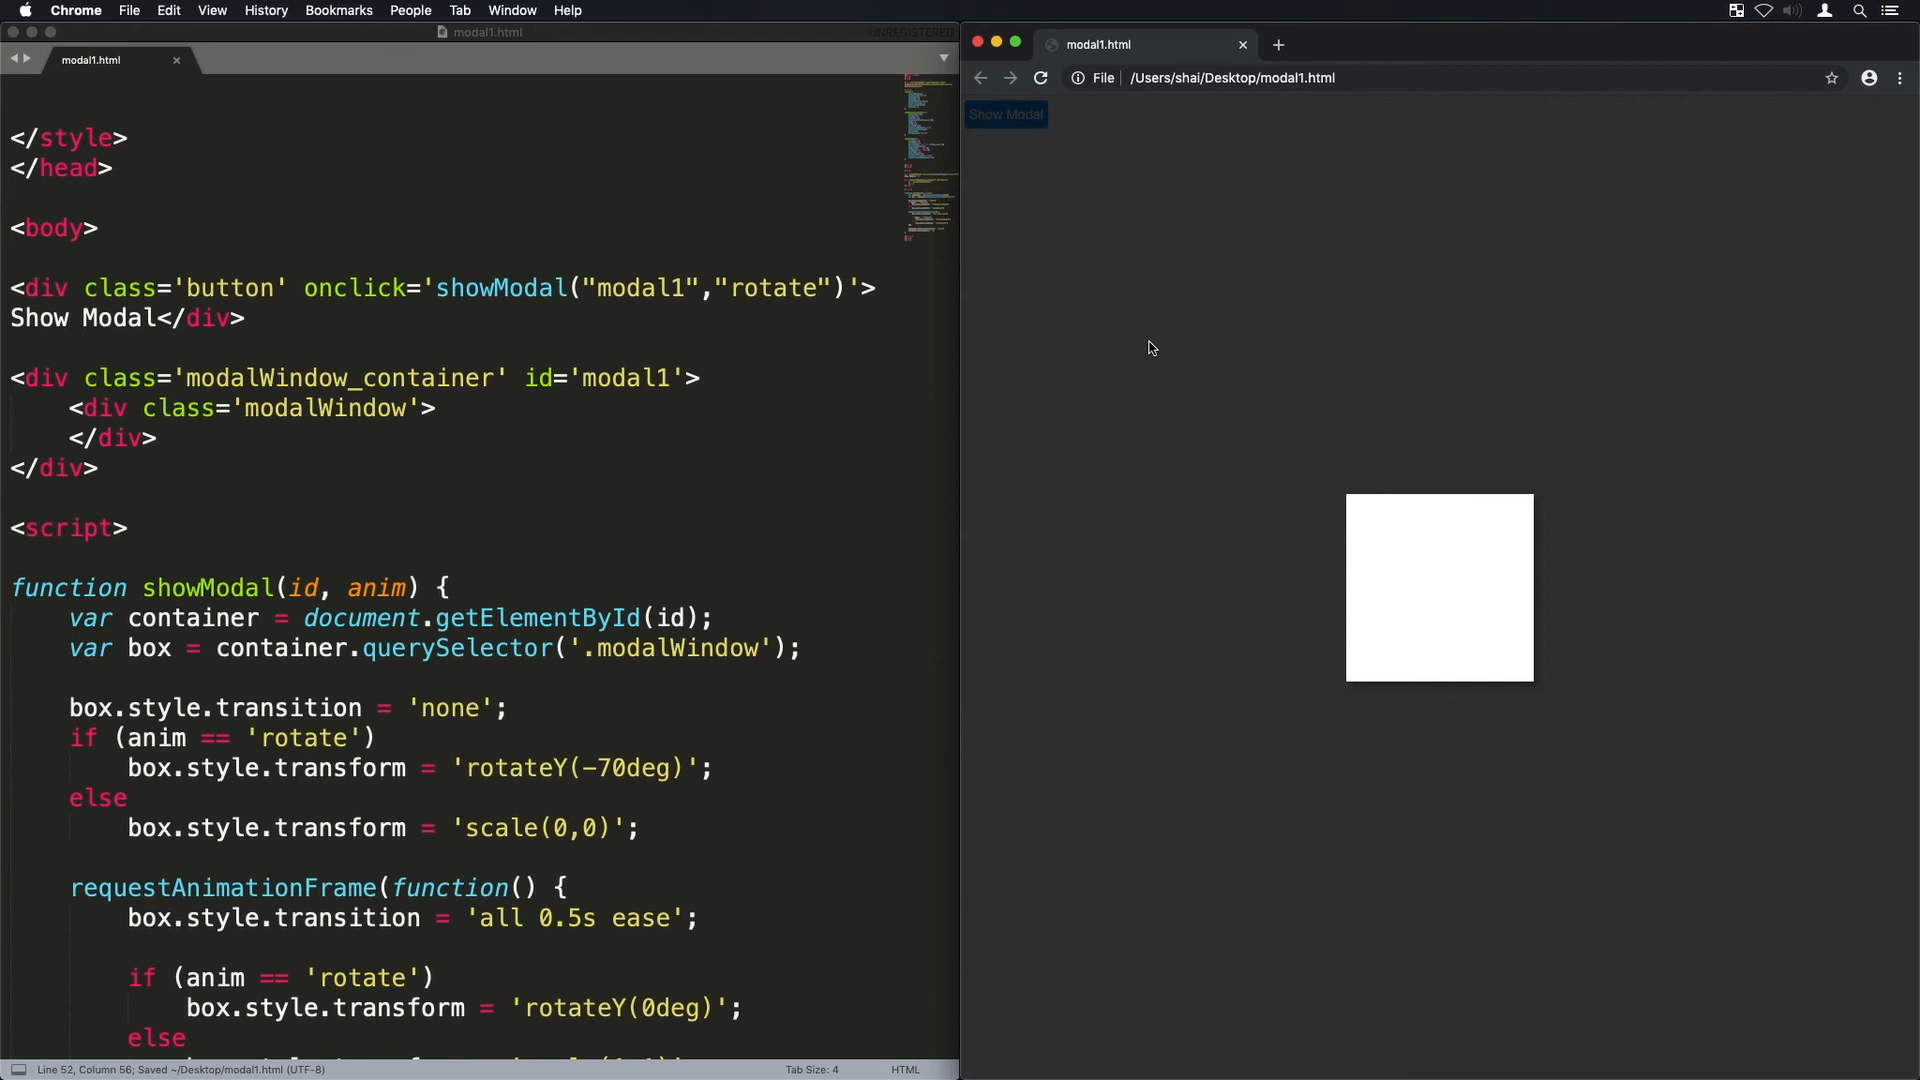 Chrome File Edit View History Bookmarks People Tab Window Help
modal1.html
UNREGISTERED
modal1.html
</style>
</head>
<body>
<div class='button' onclick='showModal("modal1","rotate")'>
Show Modal</div>
<div class='modalWindow_container' id='modal1'>
<div class='modalWindow'>
</div>
</div>
<script>
function showModal(id, anim) {
var container = document.getElementById(id);
var box = container.querySelector('.modalWindow');
box.style.transition = 'none';
if (anim == 'rotate')
box.style.transform = 'rotateY(-70deg)';
else
box.style.transform = 'scale(0,0)';
requestAnimationFrame(function() {
box.style.transition = 'all 0.5s ease';
if (anim == 'rotate')
box.style.transform = 'rotateY(0deg)';
else
Line 52, Column 56; Saved ~/Desktop/modal1.html (UTF-8)
Tab Size: 4
HTML
modal1.html
File /Users/shai/Desktop/modal1.html
Show Modal